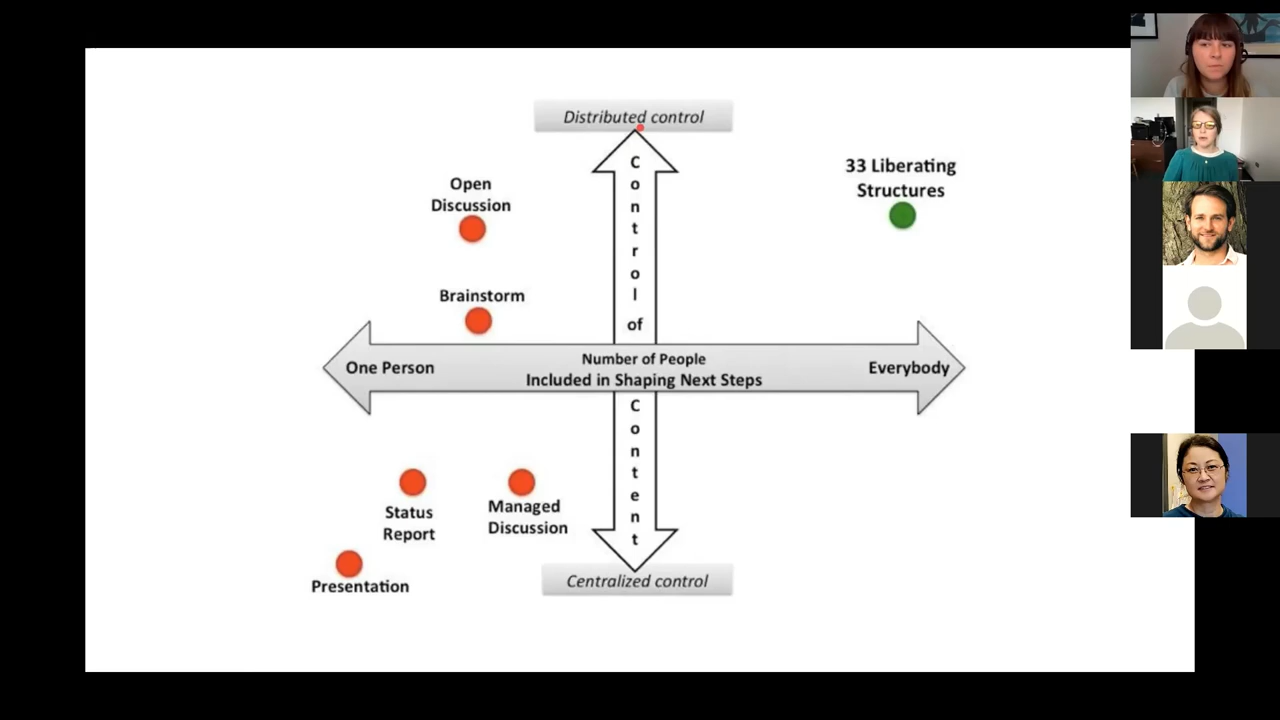 Distributed control
33 Liberating
Structures
Open
Discussion
Brainstorm
C
o
n
t
r
o
l
of
One Person
Number of People
Included in Shaping Next Steps
Everybody
C
o
n
t
e
n
t
Status
Report
Managed
Discussion
Presentation
Centralized control